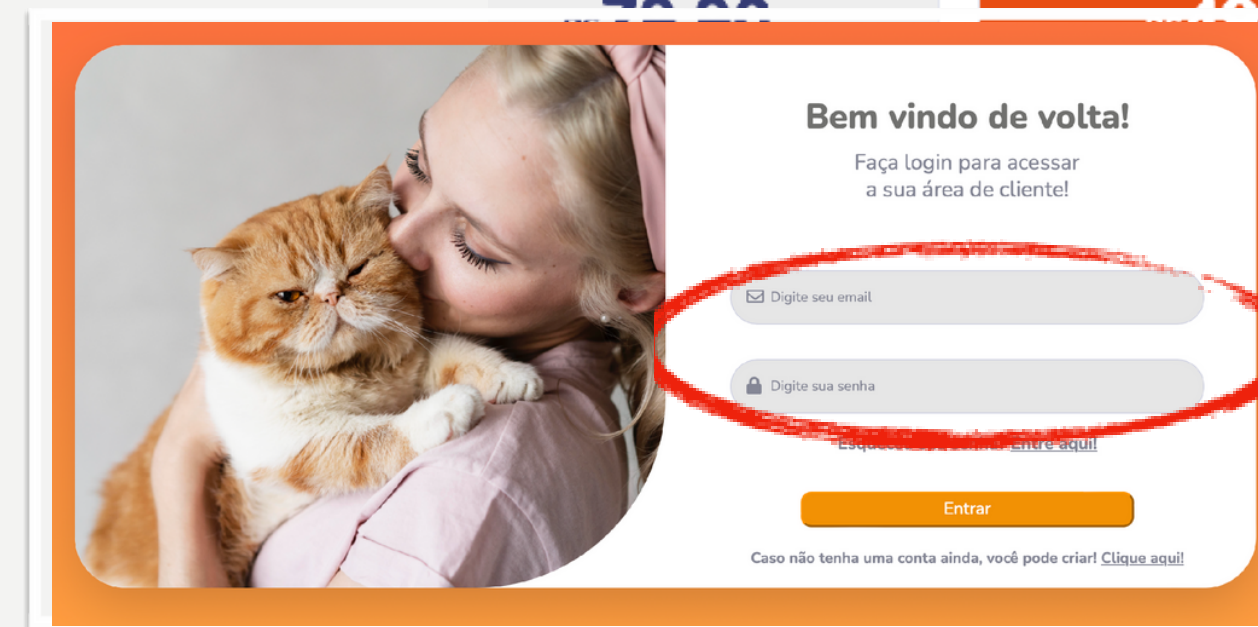 Bem vindo de volta!
Faça login para acessar
a sua área de cliente!
Digite seu email
Digite sua senha
Entre aqui!
Entrar
Caso não tenha uma conta ainda, você pode criar! Clique aqui!